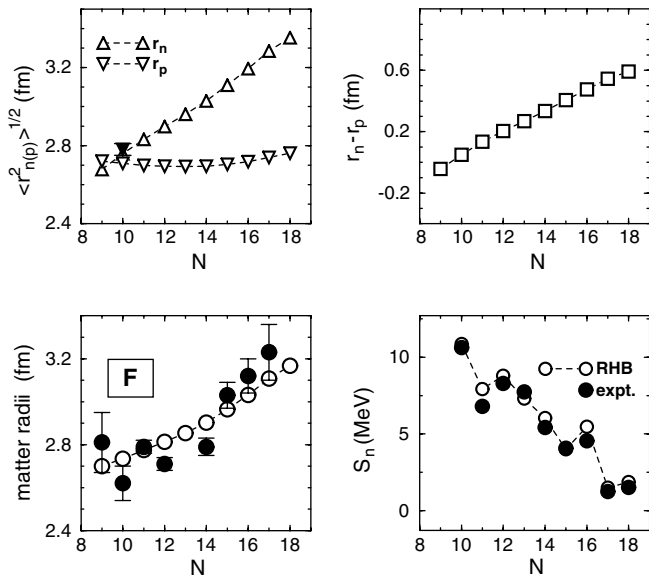 <r²n(p)>^1/2 (fm)
3.2
2.8
2.4
rn
rp
8 10 12 14 16 18
N
rn-rp (fm)
0.6
0.2
-0.2
8 10 12 14 16 18
N
matter radii (fm)
3.2
2.8
2.4
F
8 10 12 14 16 18
N
Sn (MeV)
10
5
0
RHB
expt.
8 10 12 14 16 18
N